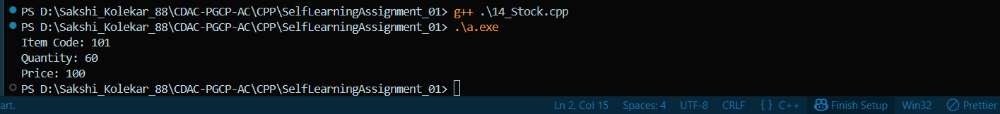 PS D:\Sakshi_Kolekar_88\CDAC-PGCP-AC\CPP\SelfLearningAssignment_01> g++ .\14_Stock.cpp
PS D:\Sakshi_Kolekar_88\CDAC-PGCP-AC\CPP\SelfLearningAssignment_01> .\a.exe
Item Code: 101
Quantity: 60
Price: 100
PS D:\Sakshi_Kolekar_88\CDAC-PGCP-AC\CPP\SelfLearningAssignment_01>
art. Ln 2, Col 15 Spaces: 4 UTF-8 CRLF {} C++ Finish Setup Win32 Prettier